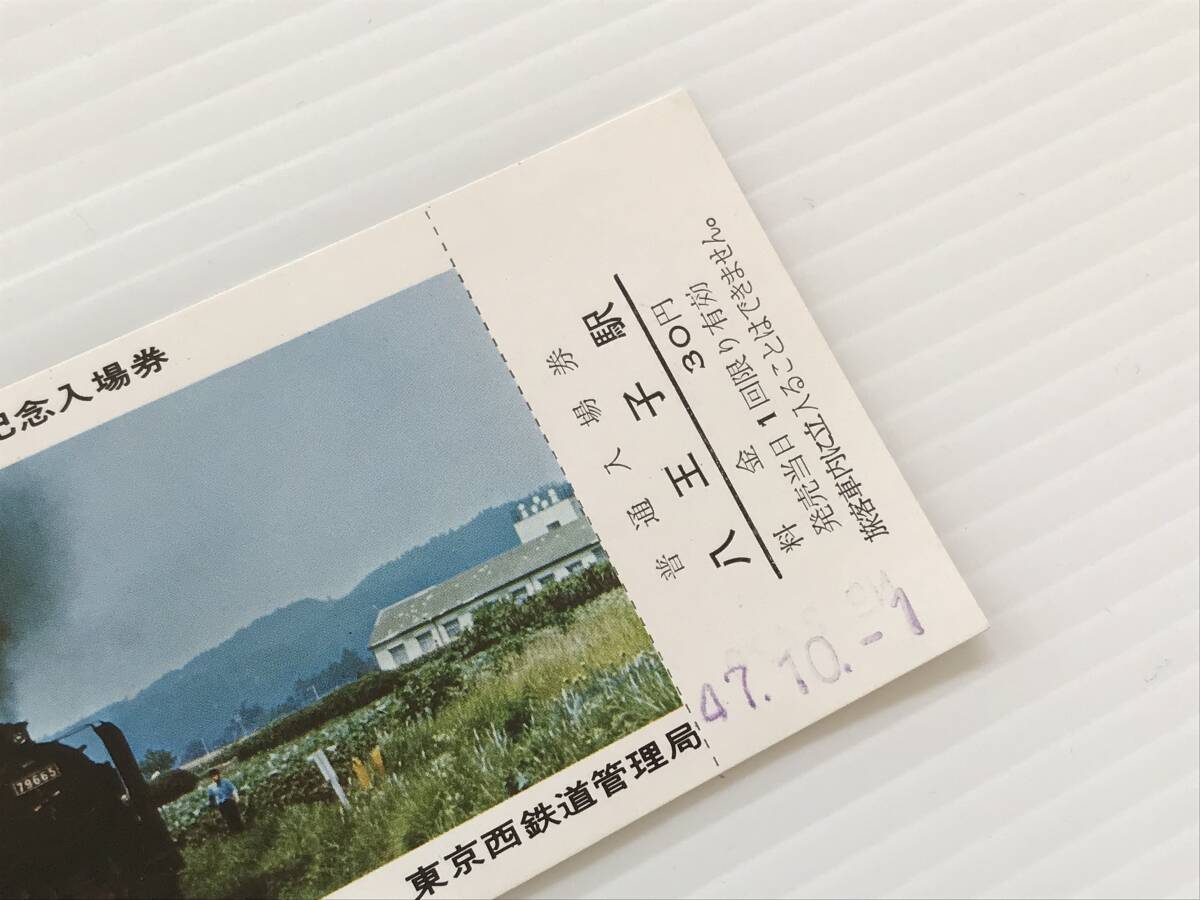 記念入場券
79665
東京西鉄道管理局
普通入場券
八王子駅
料金 30円
発売当日1回限り有効
旅客車内に立入ることはできません。
47.10.-1